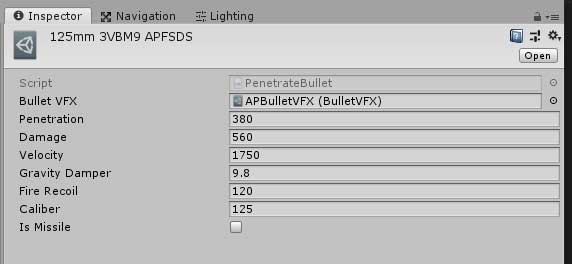 Inspector Navigation Lighting
125mm 3VBM9 APFSDS
Open
Script PenetrateBullet
Bullet VFX APBulletVFX (BulletVFX)
Penetration 380
Damage 560
Velocity 1750
Gravity Damper 9.8
Fire Recoil 120
Caliber 125
Is Missile